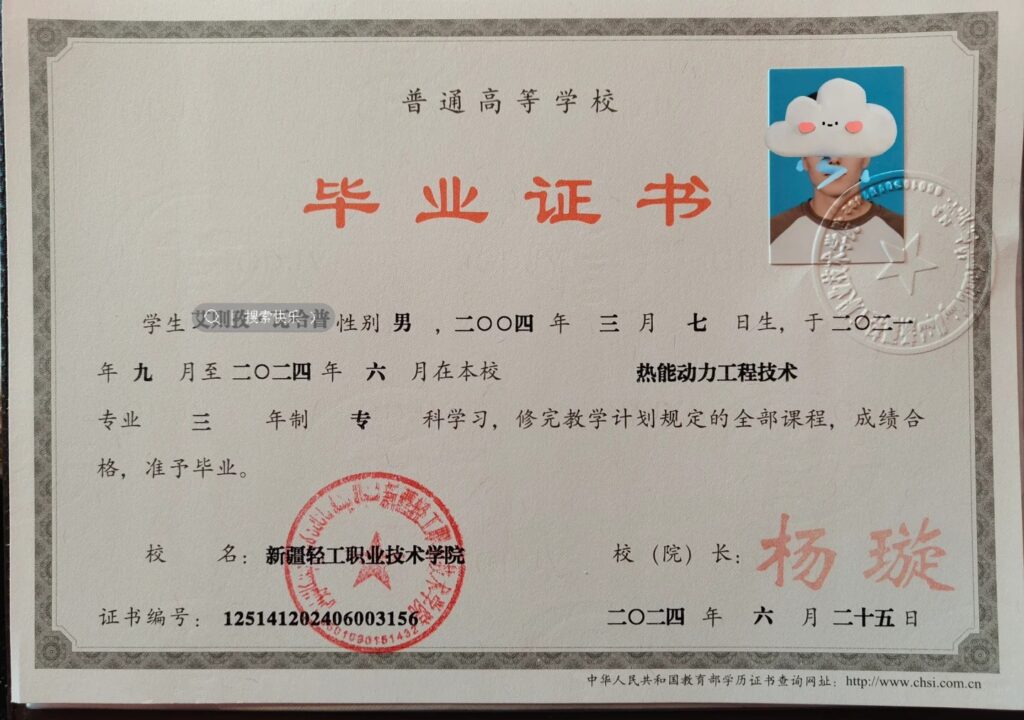 普通高等学校
毕业证书
学生 搜索快乐 性别 男 ，二〇〇四 年 三 月 七 日生，于 二〇二一
年 九 月至 二〇二四 年 六 月在本校 热能动力工程技术
专业 三 年制 专 科学习，修完教学计划规定的全部课程，成绩合
格，准予毕业。
校 名：新疆轻工职业技术学院
校（院）长：杨璇
证书编号：125141202406003156
二〇二四 年 六 月 二十五 日
中华人民共和国教育部学历证书查询网址：http://www.chsi.com.cn